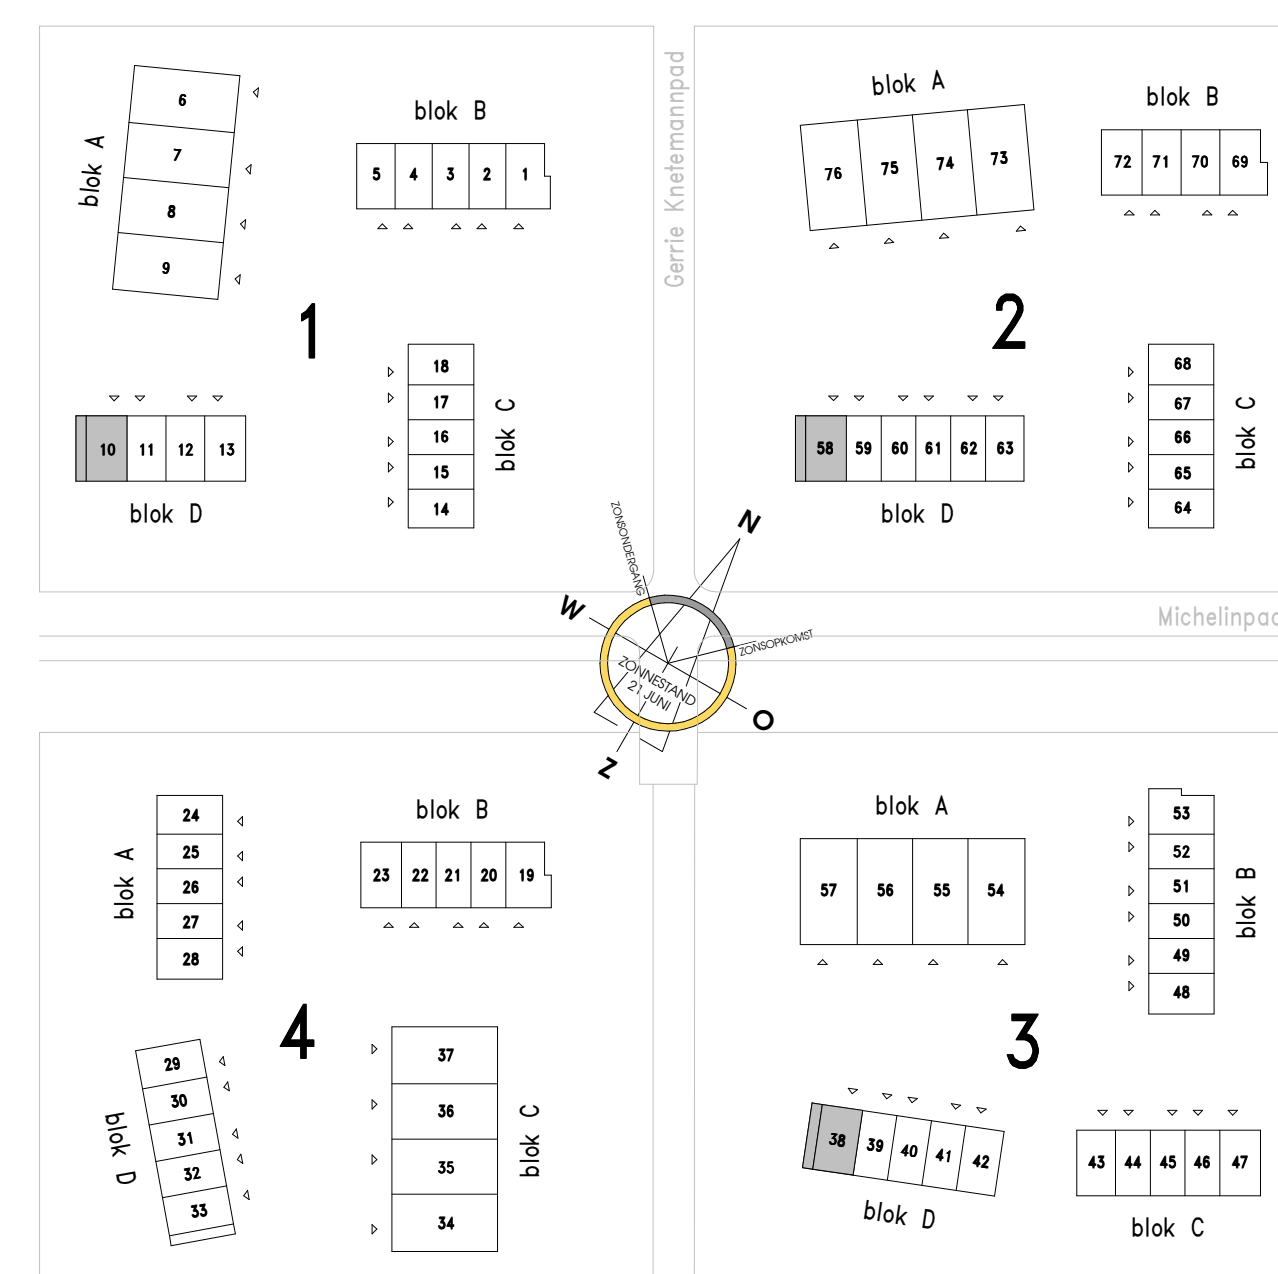 blok A
6
7
8
9
blok B
5 4 3 2 1
1
10 11 12 13
blok D
18
17
16
15
14
blok C
Gerrie Knetemannpad
blok A
76 75 74 73
blok B
72 71 70 69
2
58 59 60 61 62 63
blok D
68
67
66
65
64
blok C
Michelinpad
N
W
O
Z
ZONSONDERGANG
ZONSOPKOMST
ZONNESTAND
21 JUNI
blok A
24
25
26
27
28
blok B
23 22 21 20 19
4
29
30
31
32
33
blok D
37
36
35
34
blok C
blok A
57 56 55 54
53
52
51
50
49
48
blok B
3
38 39 40 41 42
blok D
43 44 45 46 47
blok C